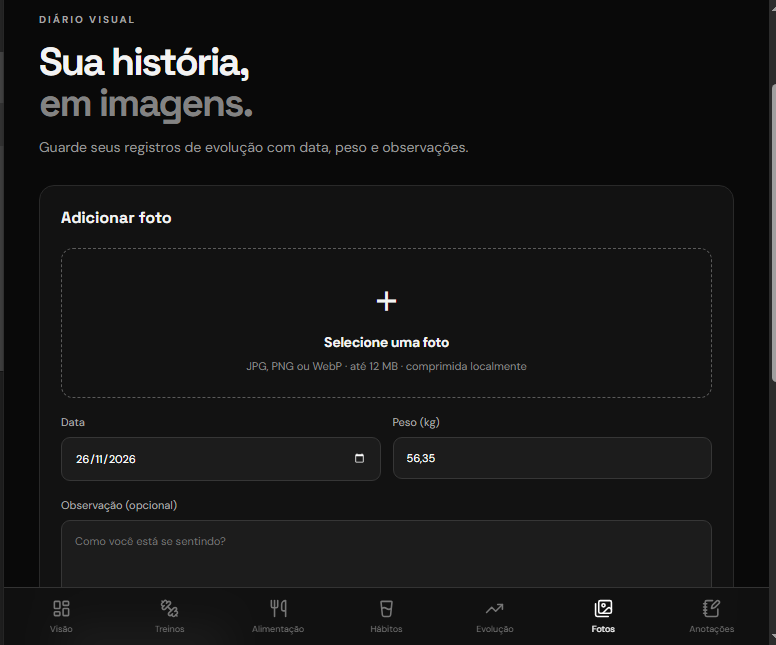 DIÁRIO VISUAL
Sua história,
em imagens.
Guarde seus registros de evolução com data, peso e observações.
Adicionar foto
+
Selecione uma foto
JPG, PNG ou WebP · até 12 MB · comprimida localmente
Data
Peso (kg)
26/11/2026
56,35
Observação (opcional)
Como você está se sentindo?
Visão
Treinos
Alimentação
Hábitos
Evolução
Fotos
Anotações